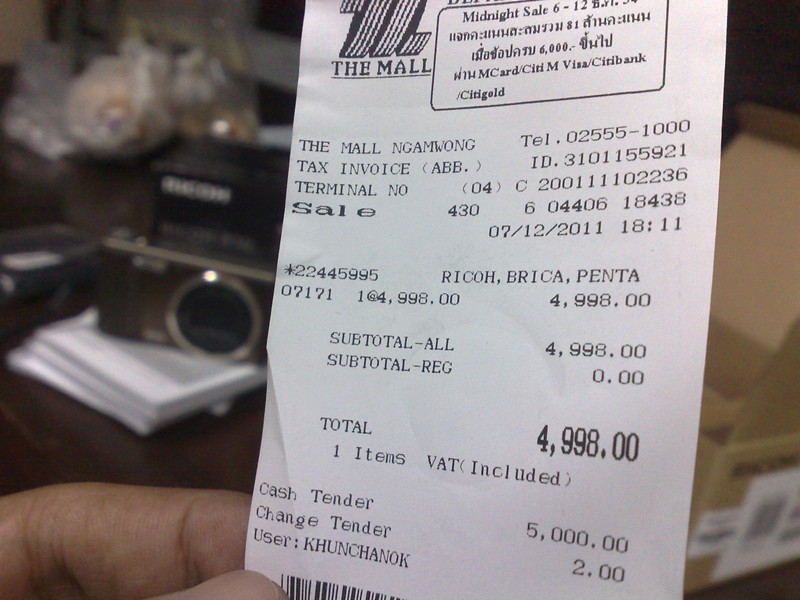 THE MALL
Midnight Sale 6 - 12 ธ.ค. 54
แจกคะแนนสะสมรวม 81 ล้านคะแนน
เมื่อช้อปครบ 6,000.- ขึ้นไป
ผ่าน MCard/Citi M Visa/Citibank
/Citigold
THE MALL NGAMWONG Tel.02555-1000
TAX INVOICE (ABB.) ID.3101155921
TERMINAL NO (04) C 200111102236
Sale 430 6 04406 18438
07/12/2011 18:11
*22445995 RICOH,BRICA,PENTA
07171 1@4,998.00 4,998.00
SUBTOTAL-ALL 4,998.00
SUBTOTAL-REG 0.00
TOTAL 4,998.00
1 Items VAT(Included)
Cash Tender 5,000.00
Change Tender 2.00
User:KHUNCHANOK
RICOH